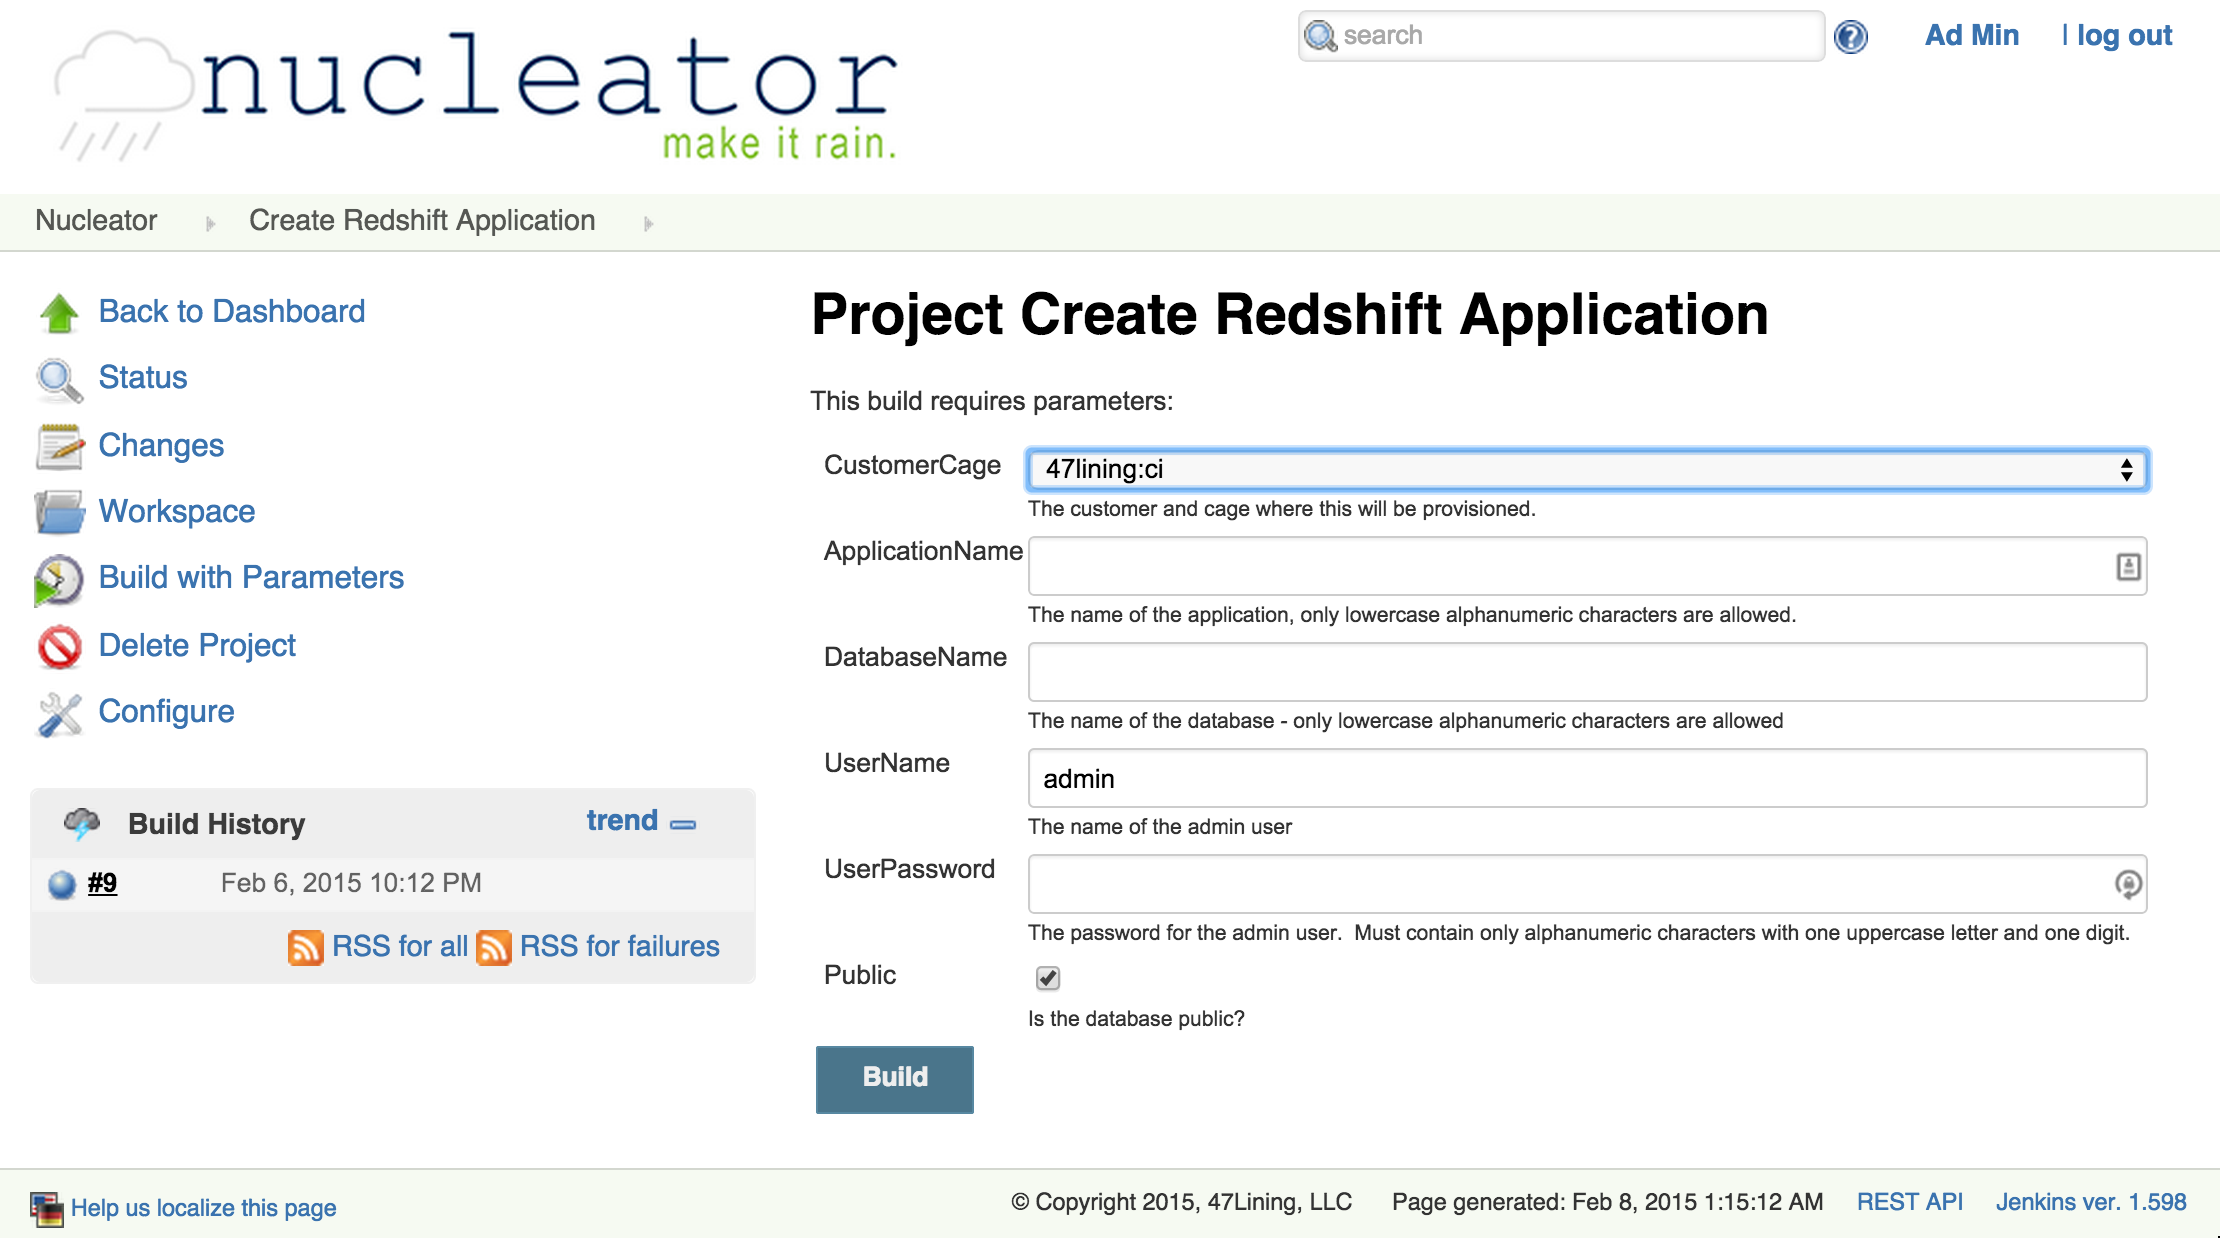 nucleator
make it rain.
search
Ad Min | log out
Nucleator Create Redshift Application
Back to Dashboard
Status
Changes
Workspace
Build with Parameters
Delete Project
Configure
Build History trend
#9 Feb 6, 2015 10:12 PM
RSS for all RSS for failures
Project Create Redshift Application
This build requires parameters:
CustomerCage 47lining:ci
The customer and cage where this will be provisioned.
ApplicationName
The name of the application, only lowercase alphanumeric characters are allowed.
DatabaseName
The name of the database - only lowercase alphanumeric characters are allowed
UserName admin
The name of the admin user
UserPassword
The password for the admin user. Must contain only alphanumeric characters with one uppercase letter and one digit.
Public
Is the database public?
Build
Help us localize this page
© Copyright 2015, 47Lining, LLC Page generated: Feb 8, 2015 1:15:12 AM REST API Jenkins ver. 1.598